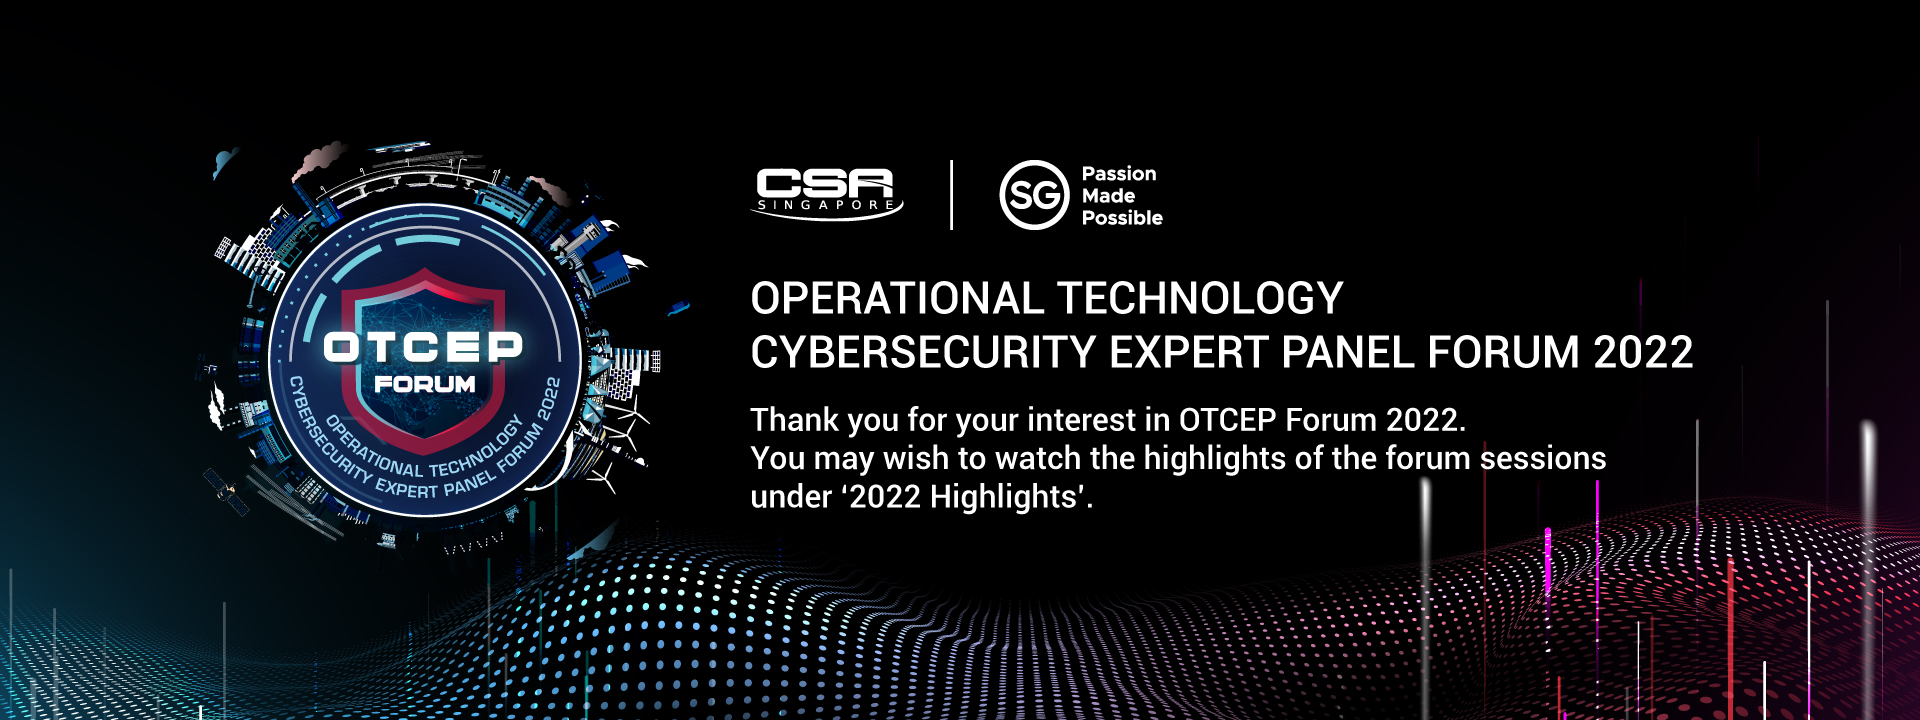 OTCEP
FORUM
OPERATIONAL TECHNOLOGY
CYBERSECURITY EXPERT PANEL FORUM 2022
CSA
SINGAPORE
SG
Passion
Made
Possible
OPERATIONAL TECHNOLOGY
CYBERSECURITY EXPERT PANEL FORUM 2022
Thank you for your interest in OTCEP Forum 2022.
You may wish to watch the highlights of the forum sessions
under ‘2022 Highlights’.